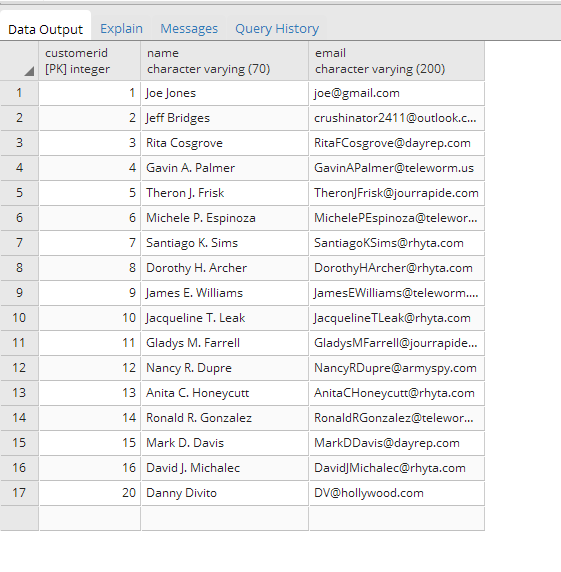 Data Output Explain Messages Query History
customerid name email
[PK] integer character varying (70) character varying (200)
1 1 Joe Jones joe@gmail.com
2 2 Jeff Bridges crushinator2411@outlook.c...
3 3 Rita Cosgrove RitaFCosgrove@dayrep.com
4 4 Gavin A. Palmer GavinAPalmer@teleworm.us
5 5 Theron J. Frisk TheronJFrisk@jourrapide.com
6 6 Michele P. Espinoza MichelePEspinoza@telewor...
7 7 Santiago K. Sims SantiagoKSims@rhyta.com
8 8 Dorothy H. Archer DorothyHArcher@rhyta.com
9 9 James E. Williams JamesEWilliams@teleworm....
10 10 Jacqueline T. Leak JacquelineTLeak@rhyta.com
11 11 Gladys M. Farrell GladysMFarrell@jourrapide...
12 12 Nancy R. Dupre NancyRDupre@armyspy.com
13 13 Anita C. Honeycutt AnitaCHoneycutt@rhyta.com
14 14 Ronald R. Gonzalez RonaldRGonzalez@telewor...
15 15 Mark D. Davis MarkDDavis@dayrep.com
16 16 David J. Michalec DavidJMichalec@rhyta.com
17 20 Danny Divito DV@hollywood.com